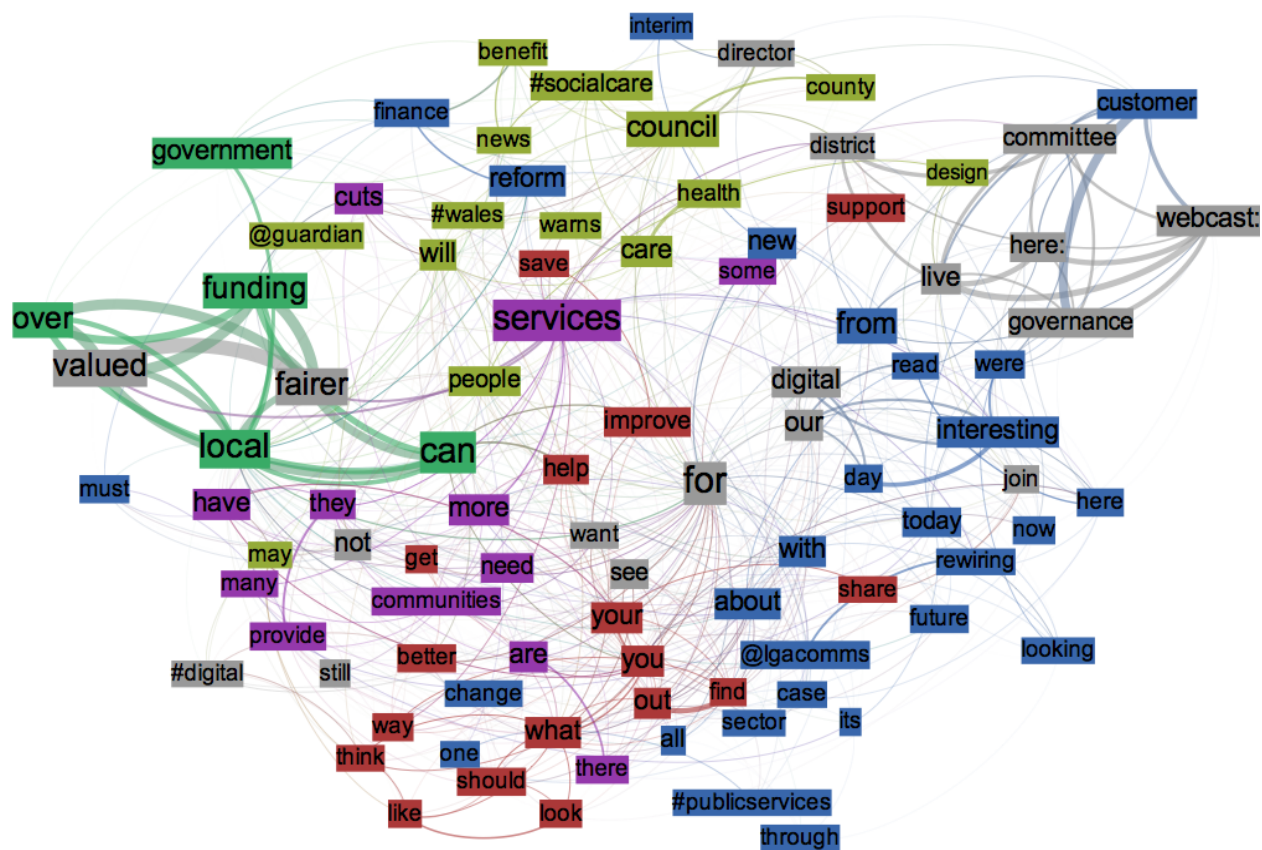 interim
benefit
director
#socialcare
county
customer
finance
news
council
committee
government
district
design
reform
cuts
health
#wales
support
webcast:
@guardian
warns
will
care
new
here:
save
some
live
funding
over
services
from
governance
valued
fairer
people
digital
read
were
improve
our
interesting
local
can
help
for
day
join
must
have
they
more
here
not
want
today
now
may
get
need
with
rewiring
many
see
communities
share
about
your
future
provide
better
are
you
@lgacomms
looking
#digital
still
change
out
find
case
sector
its
way
what
all
think
one
should
there
like
look
#publicservices
through